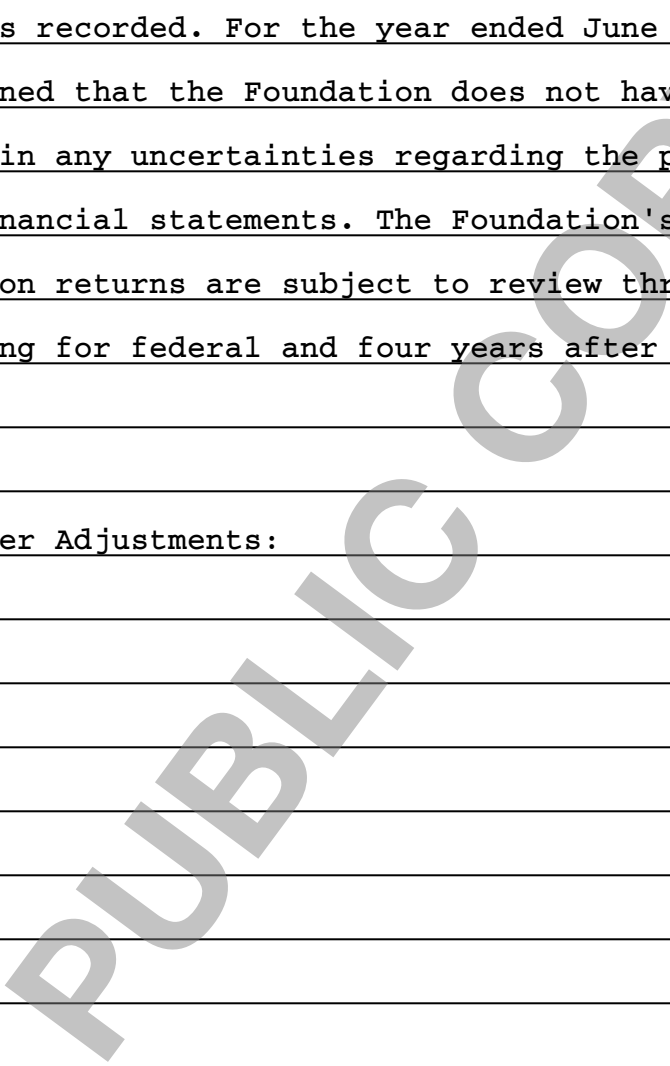 s recorded. For the year ended June
ned that the Foundation does not hav
in any uncertainties regarding the p
nancial statements. The Foundation's
on returns are subject to review thr
ng for federal and four years after
er Adjustments:
PUBLIC COP